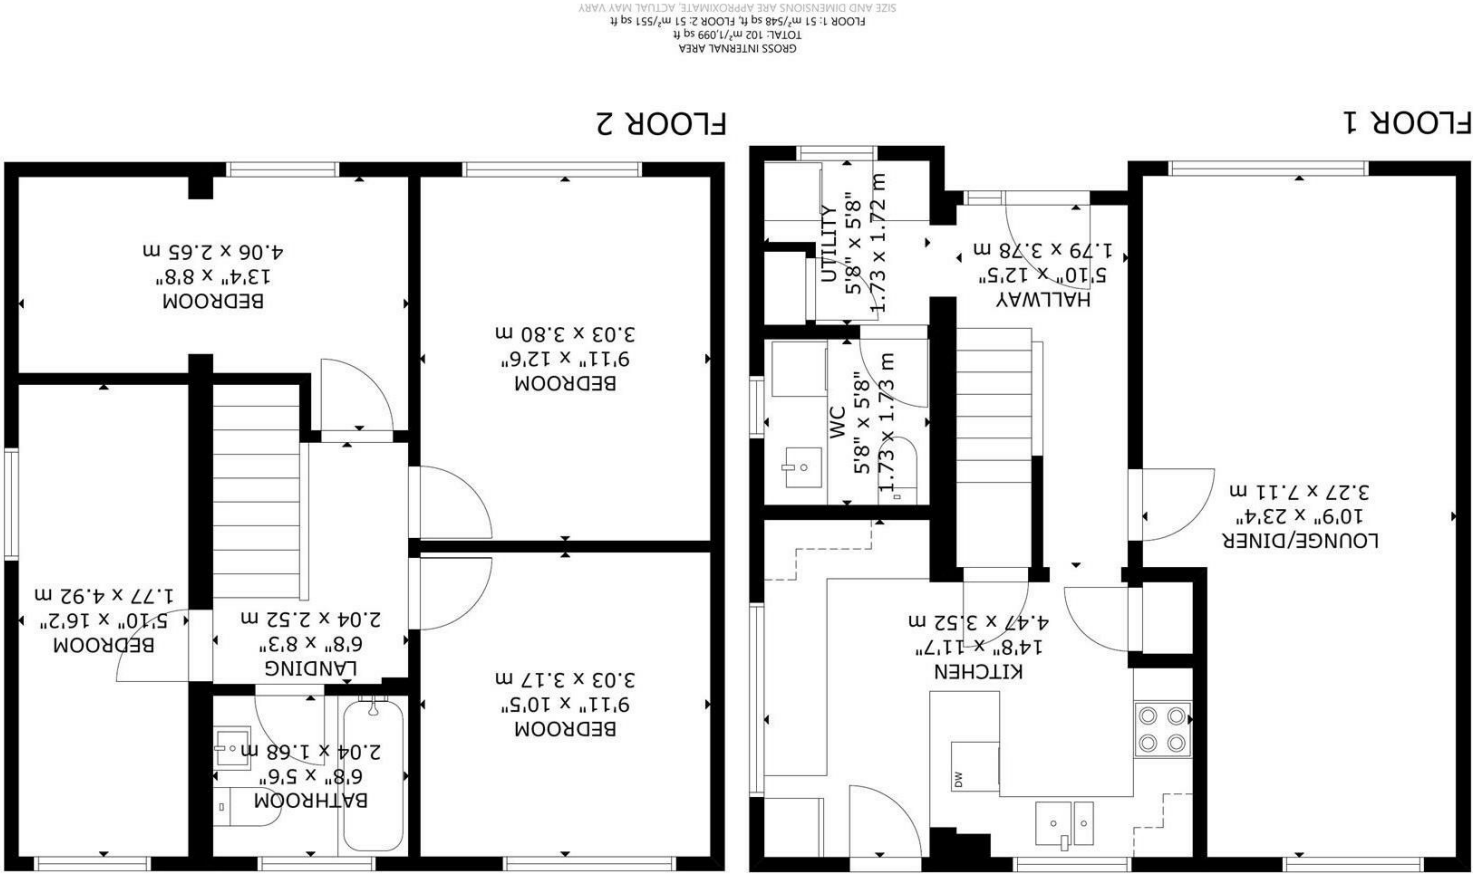 FLOOR 1
LOUNGE/DINER
10'9" x 23'4"
3.27 x 7.11 m
KITCHEN
14'8" x 11'7"
4.47 x 3.52 m
DW
HALLWAY
5'10" x 12'5"
1.79 x 3.78 m
WC
5'8" x 5'8"
1.73 x 1.73 m
UTILITY
5'8" x 5'8"
1.73 x 1.72 m
FLOOR 2
BEDROOM
9'11" x 10'5"
3.03 x 3.17 m
BATHROOM
6'8" x 5'6"
2.04 x 1.68 m
LANDING
6'8" x 8'3"
2.04 x 2.52 m
BEDROOM
5'10" x 16'2"
1.77 x 4.92 m
BEDROOM
9'11" x 12'6"
3.03 x 3.80 m
BEDROOM
13'4" x 8'8"
4.06 x 2.65 m
GROSS INTERNAL AREA
TOTAL: 102 m²/1,099 sq ft
FLOOR 1: 51 m²/548 sq ft, FLOOR 2: 51 m²/551 sq ft
SIZE AND DIMENSIONS ARE APPROXIMATE, ACTUAL MAY VARY